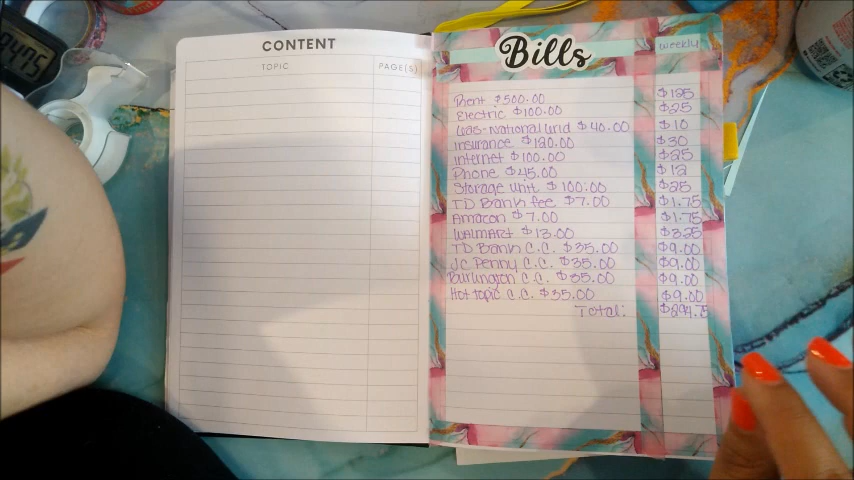 CONTENT
TOPIC PAGE(S)
Bills weekly
Rent $500.00 $125
Electric $100.00 $25
Gas-National Grid $40.00 $10
insurance $120.00 $30
internet $100.00 $25
Phone $45.00 $12
Storage Unit $100.00 $25
TD Bank fee $7.00 $1.75
Amazon $7.00 $1.75
WALMART $13.00 $3.25
TD Bank C.C. $35.00 $9.00
JC Penny C.C. $35.00 $9.00
Burlington C.C. $35.00 $9.00
Hot topic C.C. $35.00 $9.00
Total: